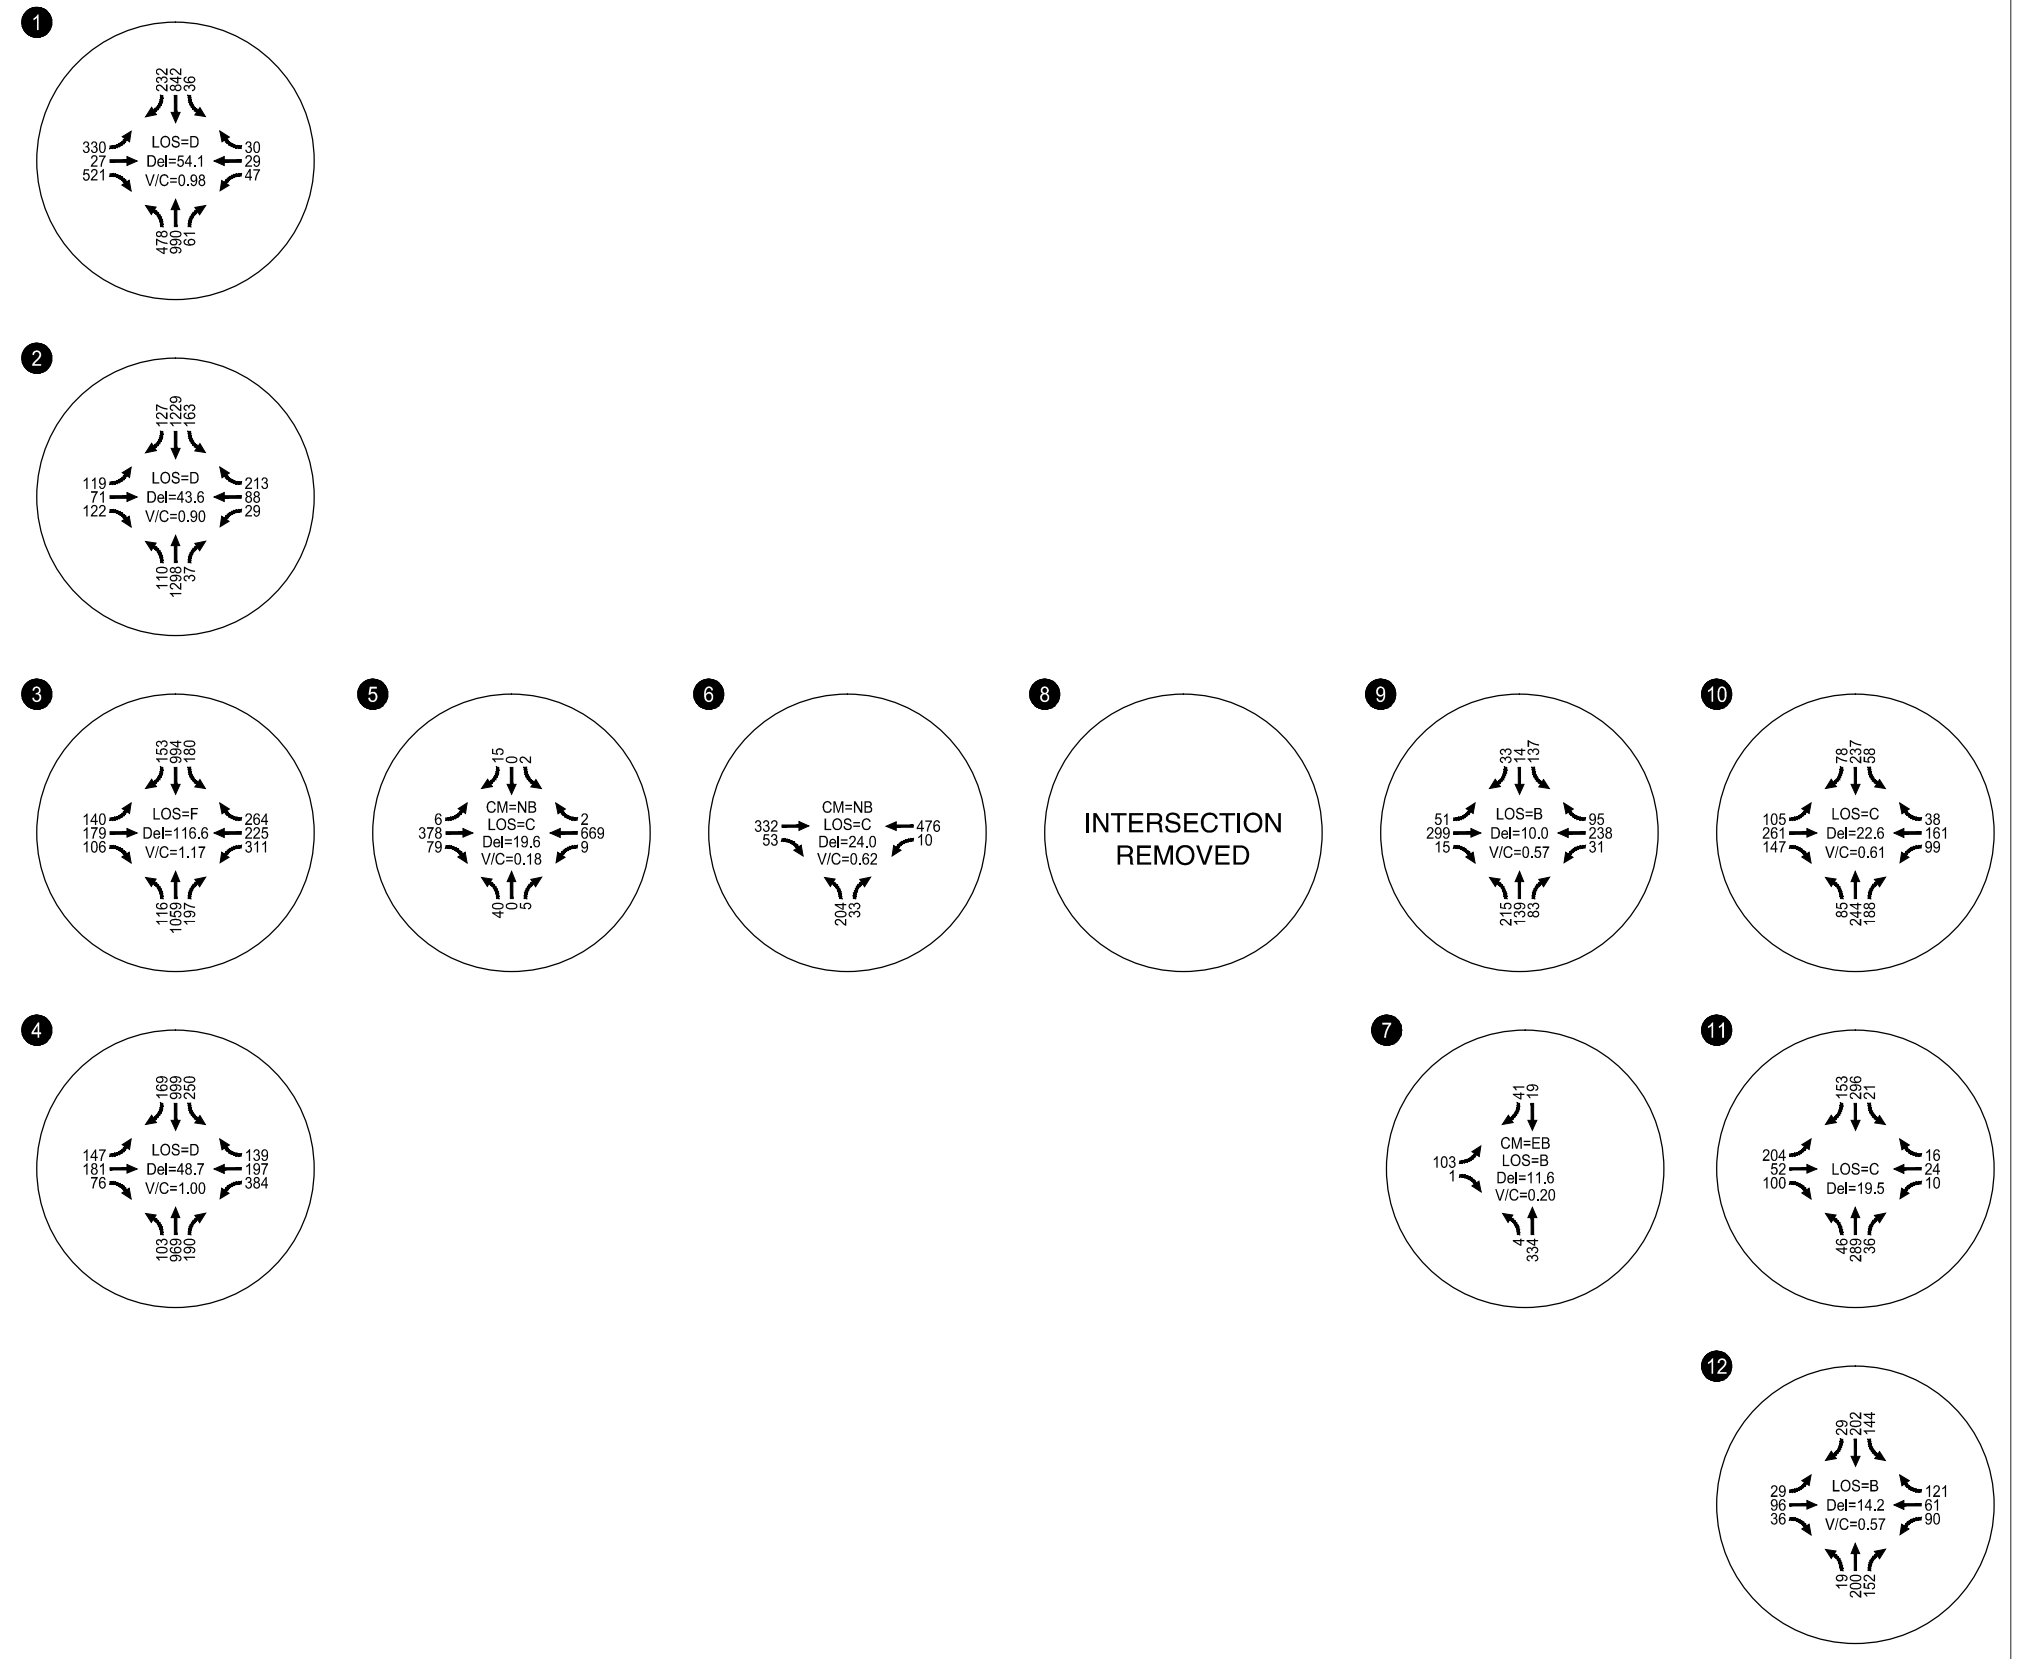 1
232 842 36
330 LOS=D 30
27 Del=54.1 29
521 V/C=0.98 47
478 990 61
2
127 1229 163
119 LOS=D 213
71 Del=43.6 88
122 V/C=0.90 29
110 1298 37
3
153 994 180
140 LOS=F 264
179 Del=116.6 225
106 V/C=1.17 311
116 1059 197
5
15 0 2
CM=NB
6 LOS=C 2
378 Del=19.6 669
79 V/C=0.18 9
40 0 5
6
CM=NB
332 LOS=C 476
53 Del=24.0 10
V/C=0.62
204 33
8
INTERSECTION
REMOVED
9
33 14 137
51 LOS=B 95
299 Del=10.0 238
15 V/C=0.57 31
215 139 83
10
78 237 58
105 LOS=C 38
261 Del=22.6 161
147 V/C=0.61 99
85 244 188
4
169 999 250
147 LOS=D 139
181 Del=48.7 197
76 V/C=1.00 384
103 969 190
7
41 19
CM=EB
103 LOS=B
1 Del=11.6
V/C=0.20
4 334
11
153 296 21
204 16
52 LOS=C 24
100 Del=19.5 10
46 289 36
12
29 202 144
29 LOS=B 121
96 Del=14.2 61
36 V/C=0.57 90
19 200 152